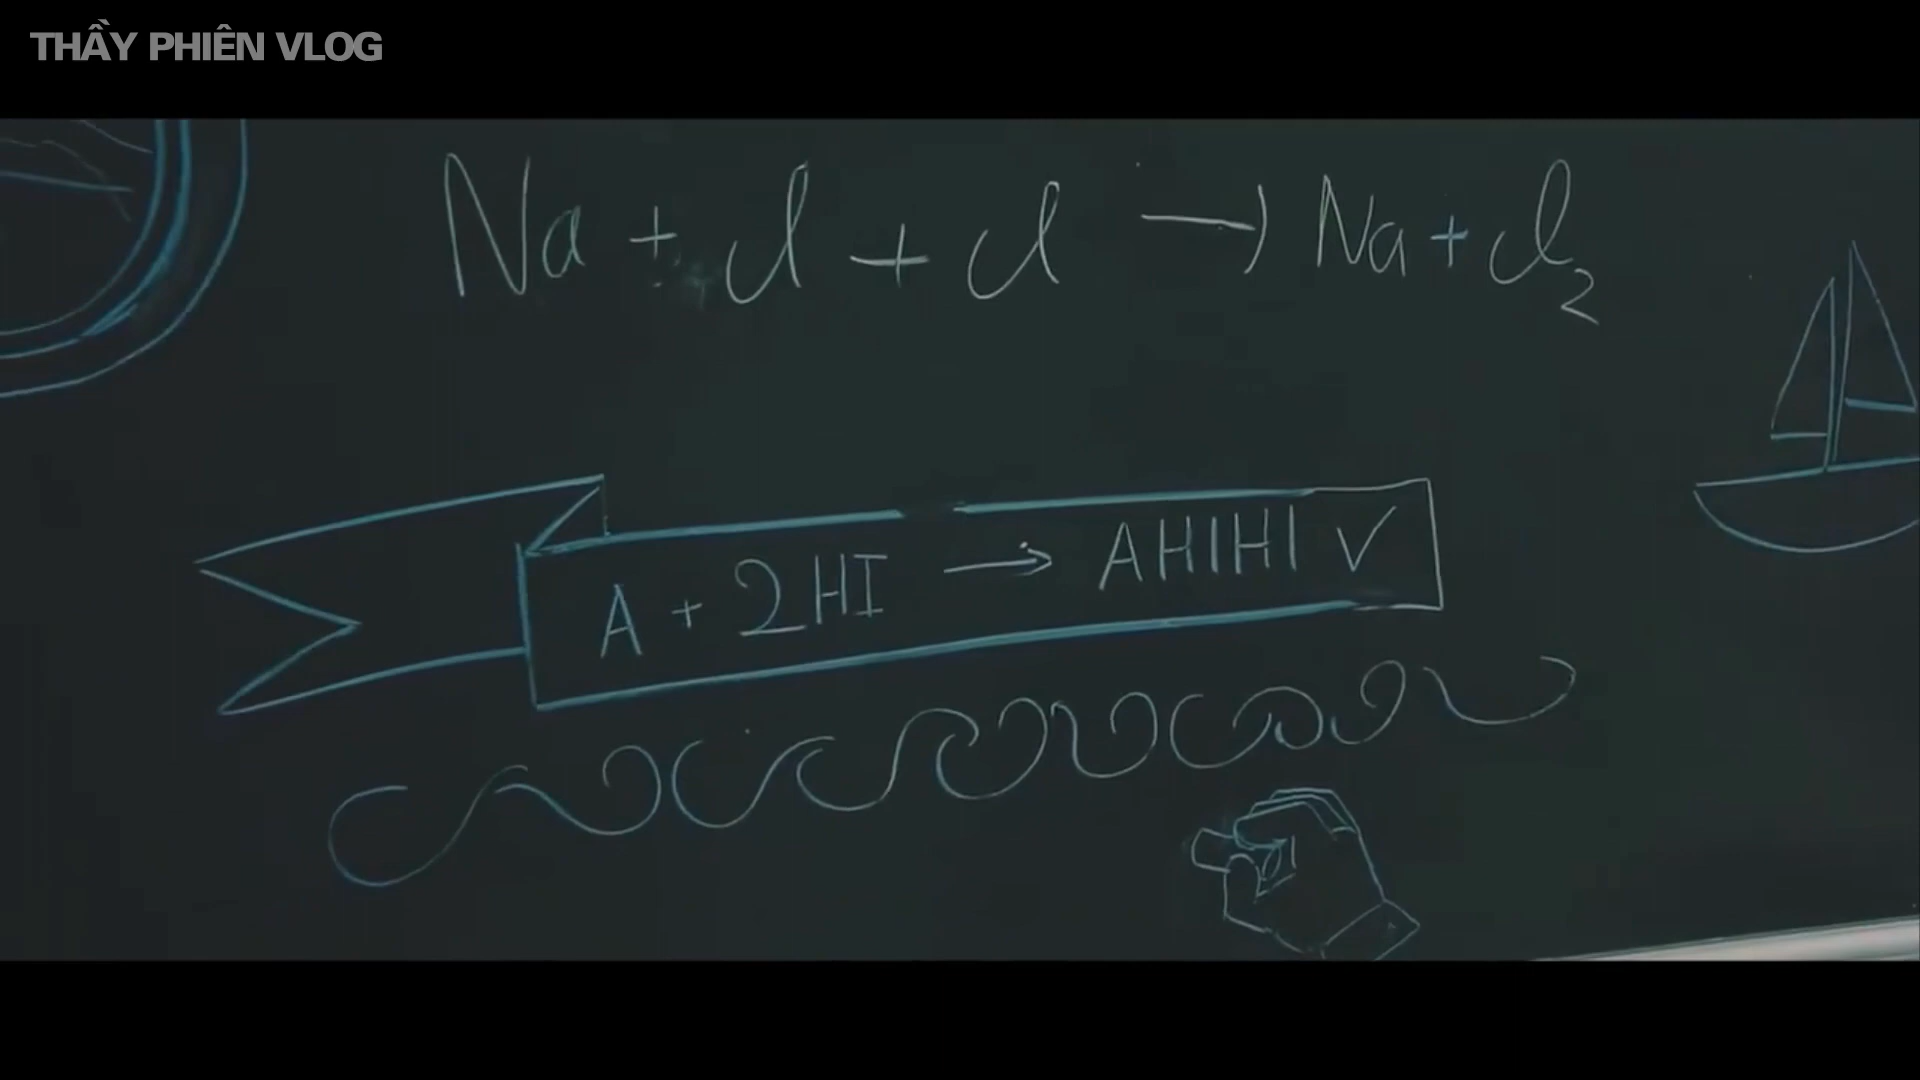 THẦY PHIÊN VLOG
Na + Cl + Cl → Na + Cl₂
A + 2HI → AHIHI ✓